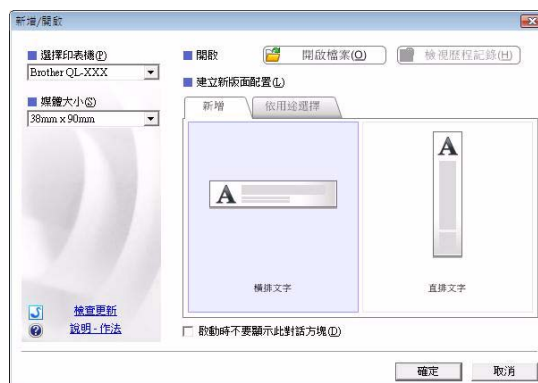 新增/開啟
選擇印表機(P)
Brother QL-XXX
媒體大小(S)
38mm x 90mm
檢查更新
說明 - 作法
開啟
開啟檔案(O)
檢視歷程記錄(H)
建立新版面配置(L)
新增
依用途選擇
A
橫排文字
A
直排文字
啟動時不要顯示此對話方塊(D)
確定
取消